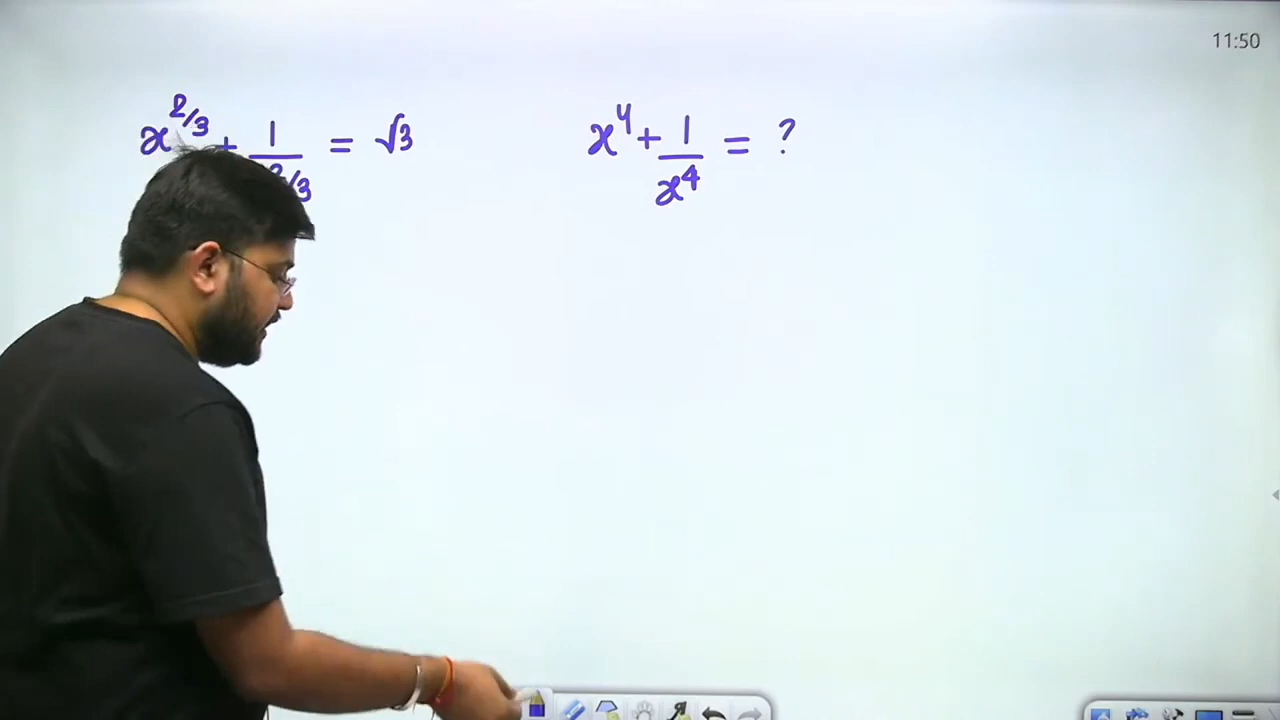 11:50
x^{2/3} + 1/x^{2/3} = √3
x^4 + 1/x^4 = ?